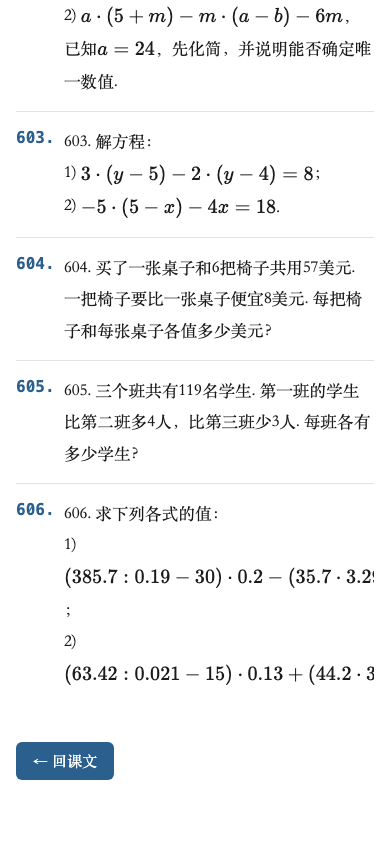 2) a · (5 + m) − m · (a − b) − 6m，
已知a = 24，先化简，并说明能否确定唯
一数值.
603. 603. 解方程：
1) 3 · (y − 5) − 2 · (y − 4) = 8；
2) −5 · (5 − x) − 4x = 18.
604. 604. 买了一张桌子和6把椅子共用57美元.
一把椅子要比一张桌子便宜8美元. 每把椅
子和每张桌子各值多少美元？
605. 605. 三个班共有119名学生. 第一班的学生
比第二班多4人，比第三班少3人. 每班各有
多少学生？
606. 606. 求下列各式的值：
1)
(385.7 : 0.19 − 30) · 0.2 − (35.7 · 3.2
；
2)
(63.42 : 0.021 − 15) · 0.13 + (44.2 · 3
← 回课文